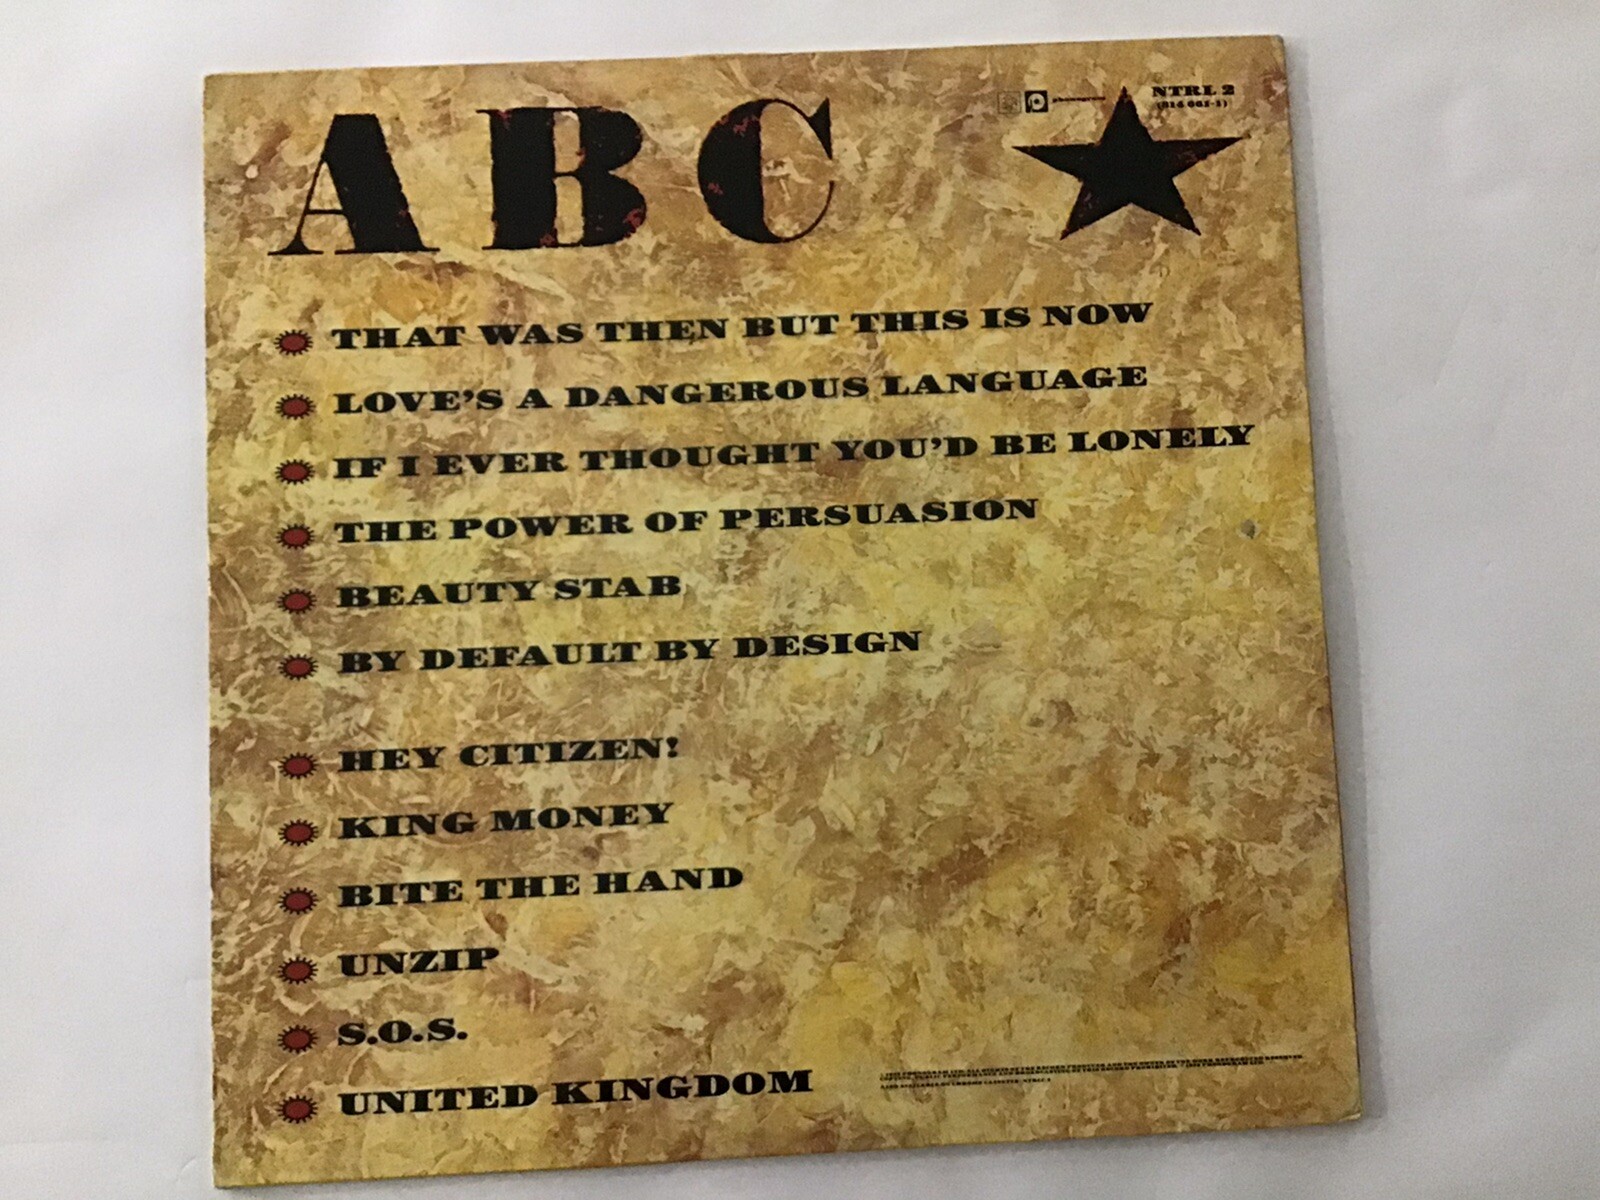 ABC
NTRL 2
THAT WAS THEN BUT THIS IS NOW
LOVE'S A DANGEROUS LANGUAGE
IF I EVER THOUGHT YOU'D BE LONELY
THE POWER OF PERSUASION
BEAUTY STAB
BY DEFAULT BY DESIGN
HEY CITIZEN!
KING MONEY
BITE THE HAND
UNZIP
S.O.S.
UNITED KINGDOM